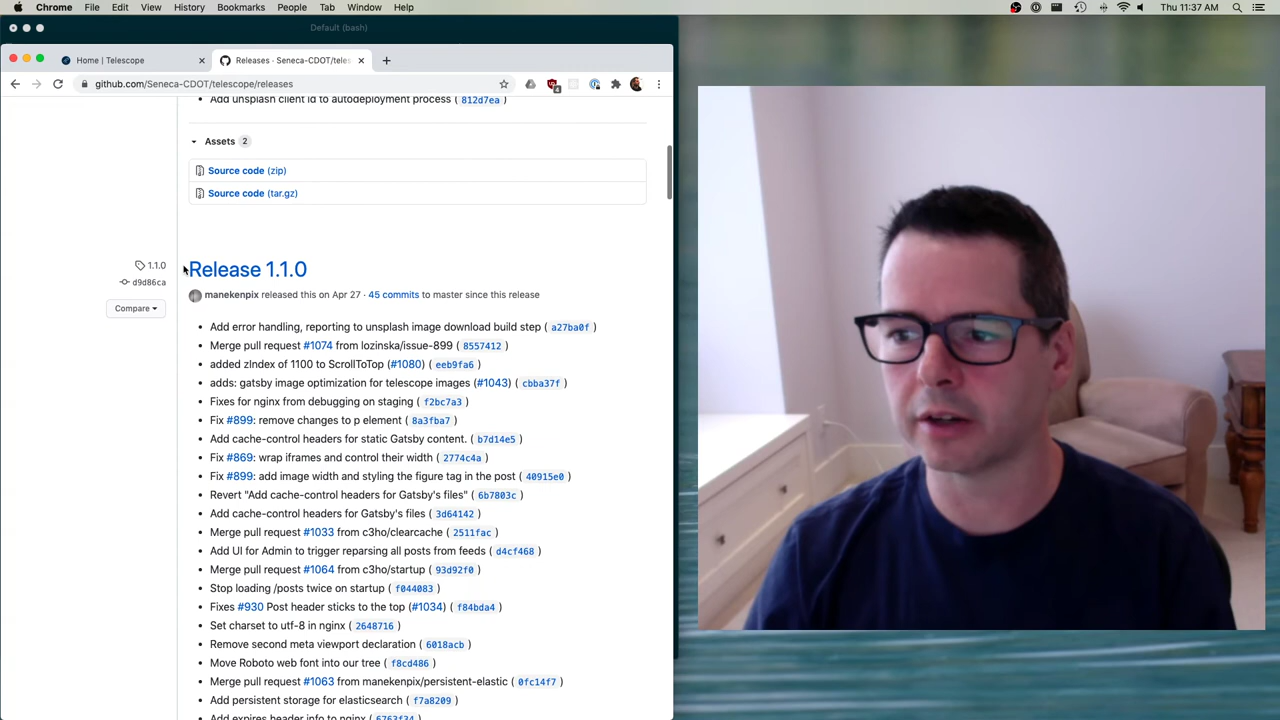 Chrome File Edit View History Bookmarks People Tab Window Help Thu 11:37 AM
Default (bash)
Home | Telescope Releases · Seneca-CDOT/teles
github.com/Seneca-CDOT/telescope/releases
Add unsplash client id to autodeployment process ( 812d7ea )
Assets 2
Source code (zip)
Source code (tar.gz)
1.1.0
Release 1.1.0
d9d86ca
manekenpix released this on Apr 27 · 45 commits to master since this release
Compare
Add error handling, reporting to unsplash image download build step ( a27ba0f )
Merge pull request #1074 from lozinska/issue-899 ( 8557412 )
added zIndex of 1100 to ScrollToTop (#1080) ( eeb9fa6 )
adds: gatsby image optimization for telescope images (#1043) ( cbba37f )
Fixes for nginx from debugging on staging ( f2bc7a3 )
Fix #899: remove changes to p element ( 8a3fba7 )
Add cache-control headers for static Gatsby content. ( b7d14e5 )
Fix #869: wrap iframes and control their width ( 2774c4a )
Fix #899: add image width and styling the figure tag in the post ( 40915e0 )
Revert "Add cache-control headers for Gatsby's files" ( 6b7803c )
Add cache-control headers for Gatsby's files ( 3d64142 )
Merge pull request #1033 from c3ho/clearcache ( 2511fac )
Add UI for Admin to trigger reparsing all posts from feeds ( d4cf468 )
Merge pull request #1064 from c3ho/startup ( 93d92f0 )
Stop loading /posts twice on startup ( f044083 )
Fixes #930 Post header sticks to the top (#1034) ( f84bda4 )
Set charset to utf-8 in nginx ( 2648716 )
Remove second meta viewport declaration ( 6018acb )
Move Roboto web font into our tree ( f8cd486 )
Merge pull request #1063 from manekenpix/persistent-elastic ( 0fc14f7 )
Add persistent storage for elasticsearch ( f7a8209 )
Add expires header info to nginx ( 6763f34 )